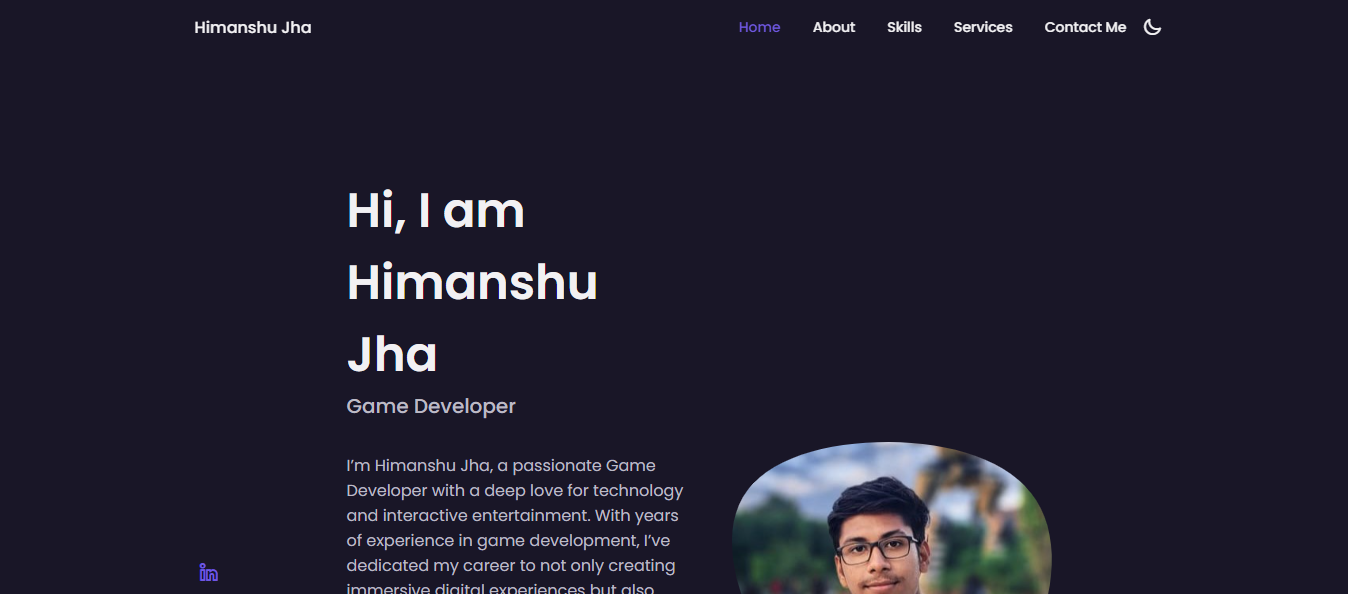 Himanshu Jha
Home About Skills Services Contact Me
Hi, I am
Himanshu
Jha
Game Developer
I’m Himanshu Jha, a passionate Game
Developer with a deep love for technology
and interactive entertainment. With years
of experience in game development, I’ve
dedicated my career to not only creating
immersive digital experiences but also
in